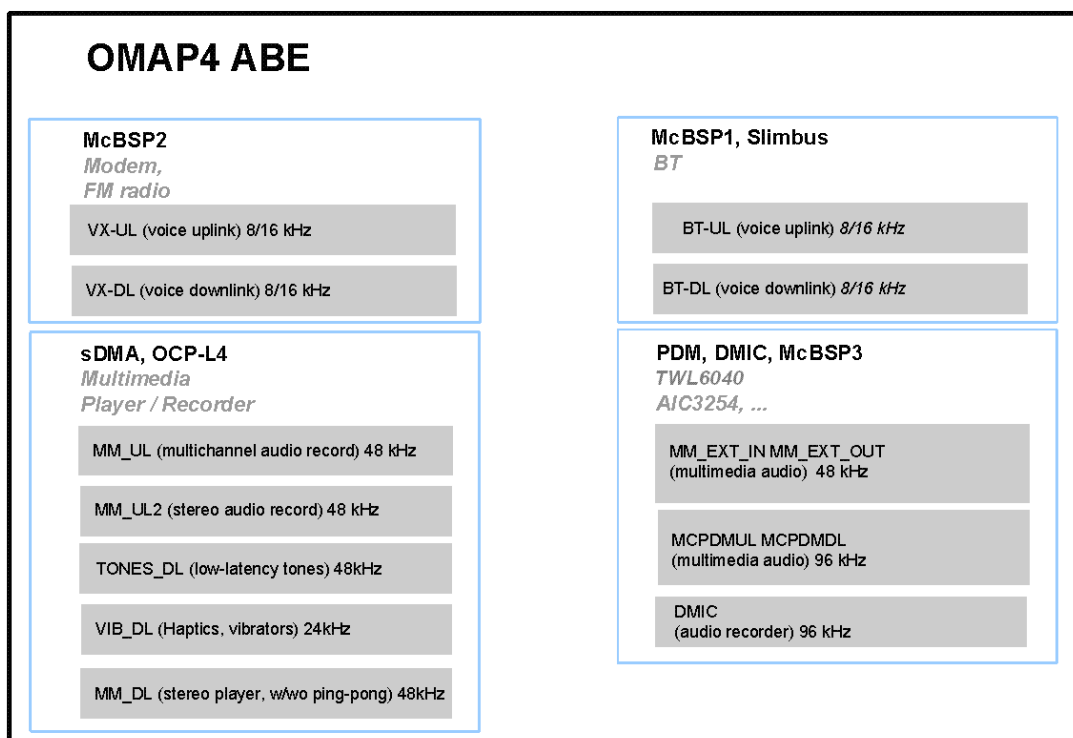 OMAP4 ABE
McBSP2
Modem,
FM radio
VX-UL (voice uplink) 8/16 kHz
VX-DL (voice downlink) 8/16 kHz
McBSP1, Slimbus
BT
BT-UL (voice uplink) 8/16 kHz
BT-DL (voice downlink) 8/16 kHz
sDMA, OCP-L4
Multimedia
Player / Recorder
MM_UL (multichannel audio record) 48 kHz
MM_UL2 (stereo audio record) 48 kHz
TONES_DL (low-latency tones) 48kHz
VIB_DL (Haptics, vibrators) 24kHz
MM_DL (stereo player, w/wo ping-pong) 48kHz
PDM, DMIC, McBSP3
TWL6040
AIC3254, ...
MM_EXT_IN MM_EXT_OUT
(multimedia audio) 48 kHz
MCPDMUL MCPDMDL
(multimedia audio) 96 kHz
DMIC
(audio recorder) 96 kHz